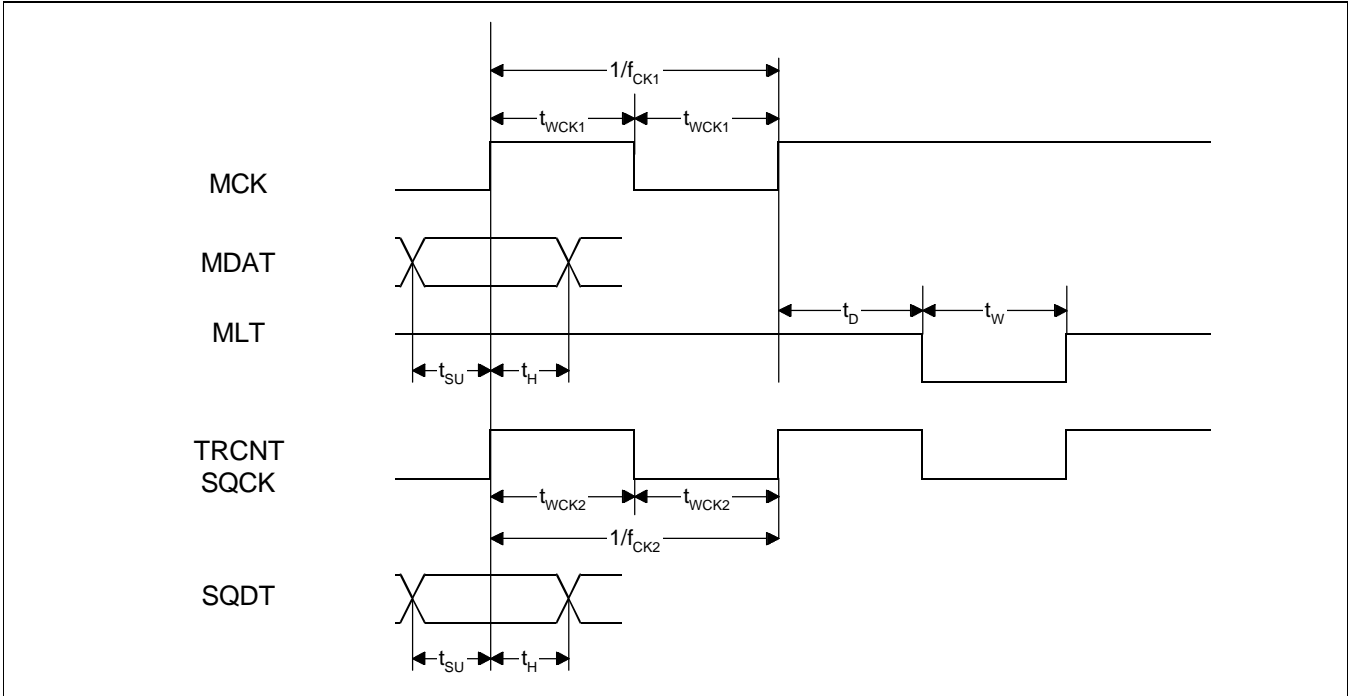 1/fCK1
tWCK1 tWCK1
MCK
MDAT
tD tW
MLT
tSU tH
TRCNT
SQCK
tWCK2 tWCK2
1/fCK2
SQDT
tSU tH